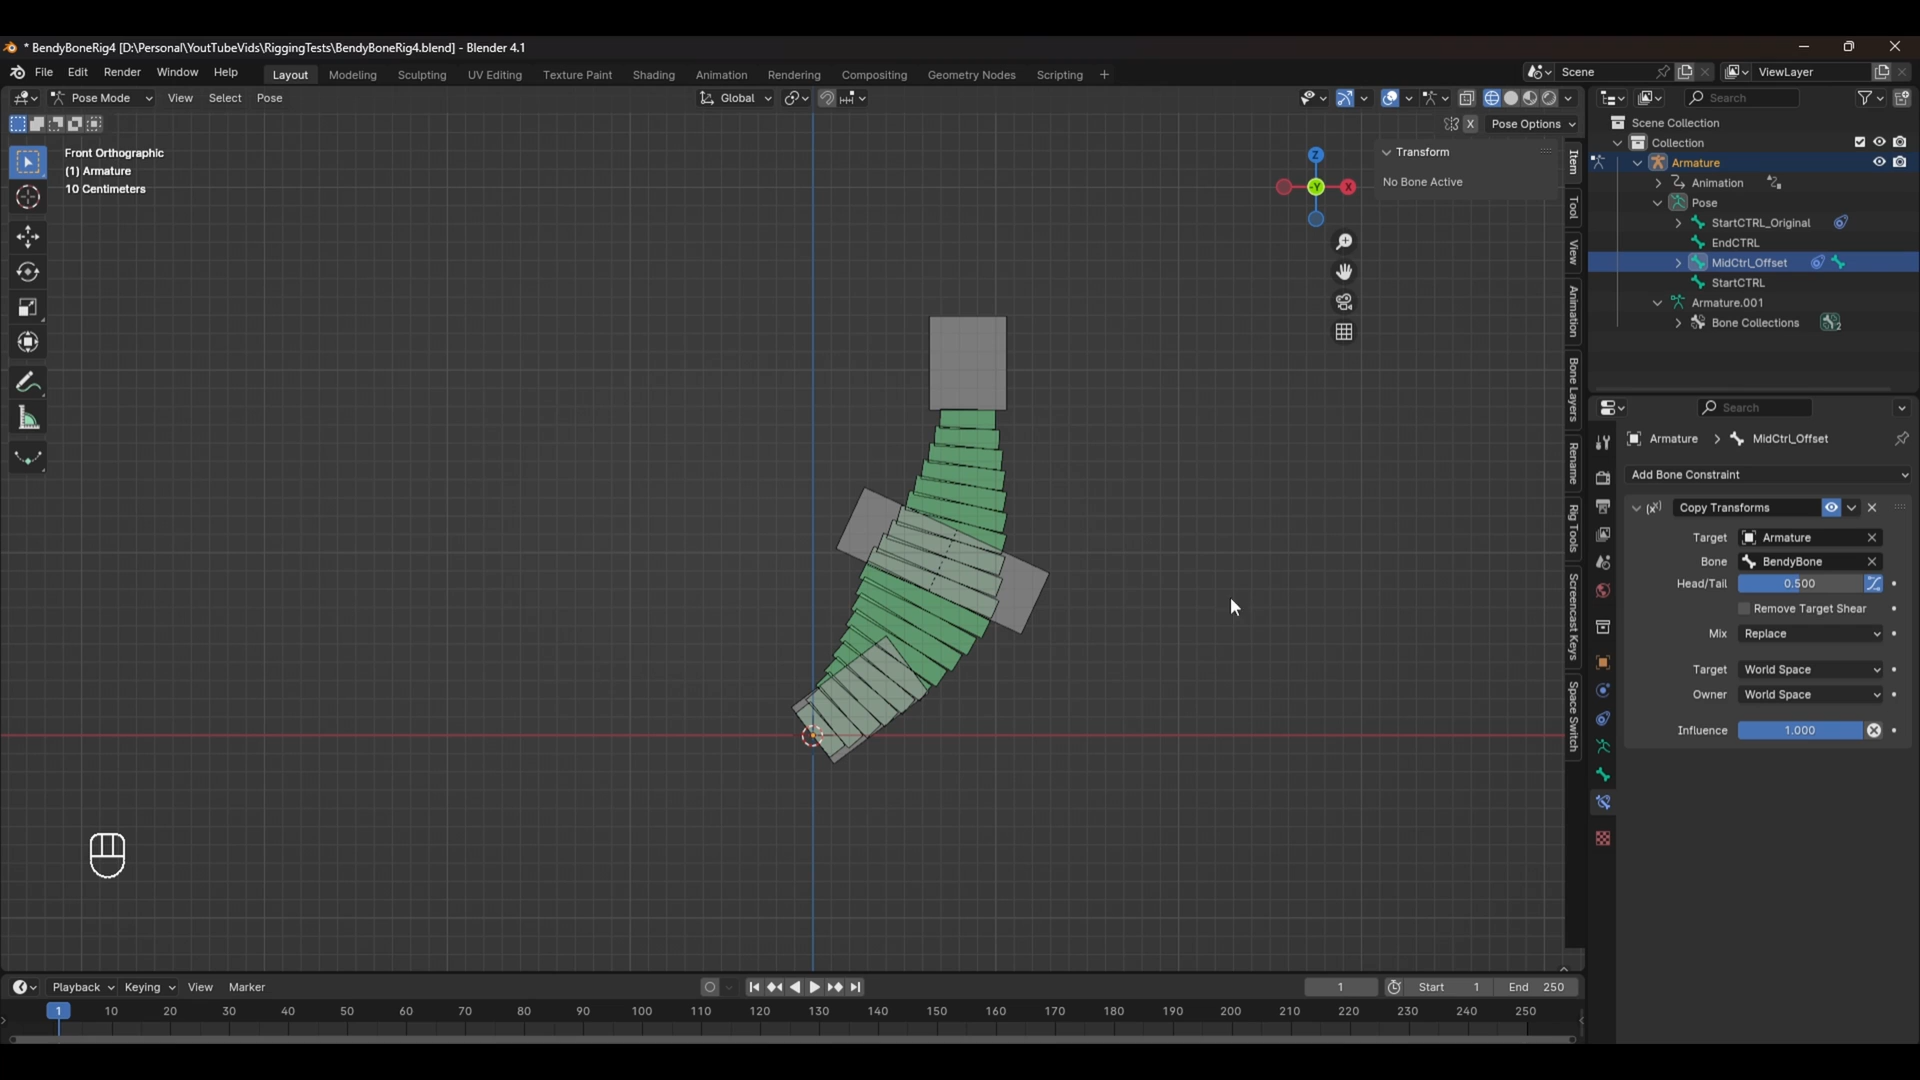 * BendyBoneRig4 [D:\Personal\YoutTubeVids\RiggingTests\BendyBoneRig4.blend] - Blender 4.1
File Edit Render Window Help Layout Modeling Sculpting UV Editing Texture Paint Shading Animation Rendering Compositing Geometry Nodes Scripting + Scene ViewLayer
Pose Mode View Select Pose Global Search
X Pose Options
Scene Collection
Collection
Armature
Animation
Pose
StartCTRL_Original
EndCTRL
MidCtrl_Offset
StartCTRL
Armature.001
Bone Collections 2
Front Orthographic
(1) Armature
10 Centimeters
Z
-Y
X
Transform
No Bone Active
Item
Tool
View
Animation
Bone Layers
Rename
Rig Tools
Screencast Keys
Space Switch
Search
Armature > MidCtrl_Offset
Add Bone Constraint
Copy Transforms
Target Armature
Bone BendyBone
Head/Tail 0.500
Remove Target Shear
Mix Replace
Target World Space
Owner World Space
Influence 1.000
Playback Keying View Marker 1 Start 1 End 250
1 10 20 30 40 50 60 70 80 90 100 110 120 130 140 150 160 170 180 190 200 210 220 230 240 250